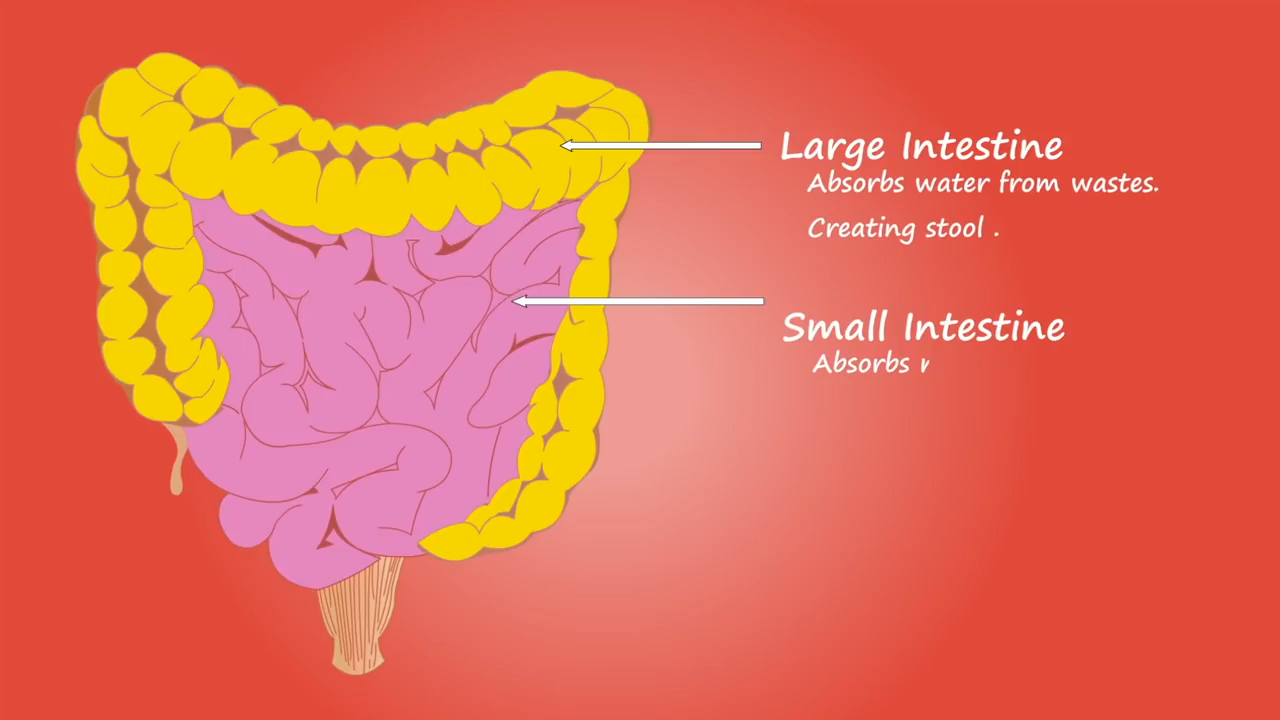 Large Intestine
Absorbs water from wastes.
Creating stool .
Small Intestine
Absorbs